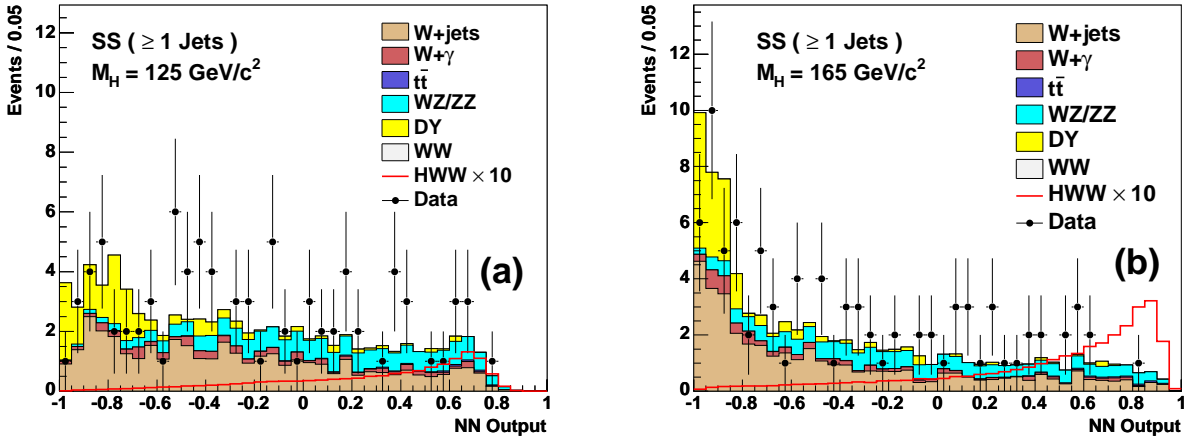 Events / 0.05
12
10
8
6
4
2
0
SS ( ≥ 1 Jets )
M_H = 125 GeV/c²
W+jets
W+γ
tt̄
WZ/ZZ
DY
WW
HWW × 10
Data
(a)
-1 -0.8 -0.6 -0.4 -0.2 0 0.2 0.4 0.6 0.8 1
NN Output
Events / 0.05
12
10
8
6
4
2
0
SS ( ≥ 1 Jets )
M_H = 165 GeV/c²
W+jets
W+γ
tt̄
WZ/ZZ
DY
WW
HWW × 10
Data
(b)
-1 -0.8 -0.6 -0.4 -0.2 0 0.2 0.4 0.6 0.8 1
NN Output